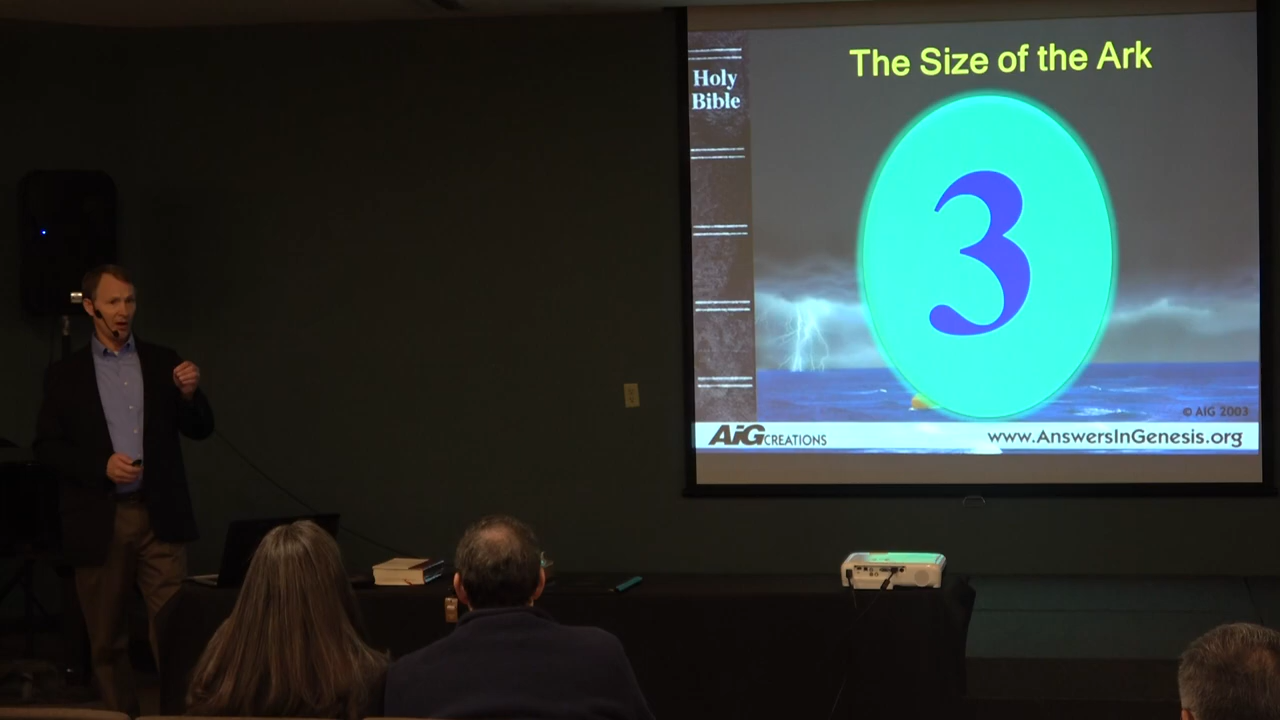 The Size of the Ark
Holy
Bible
3
© AiG 2003
AiG CREATIONS
www.AnswersInGenesis.org